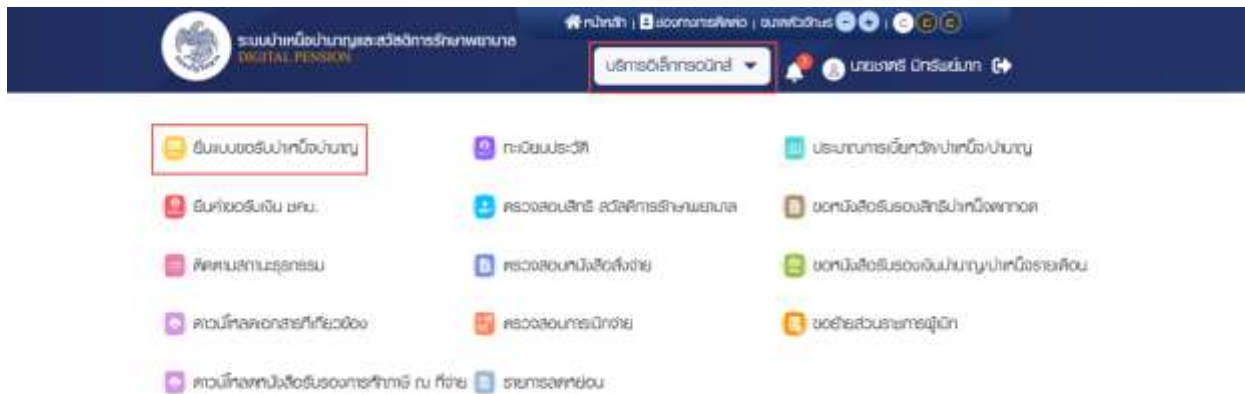 หน้าหลัก | ช่องทางการติดต่อ | ขนาดตัวอักษร - + | C C C
ระบบบำเหน็จบำนาญและสวัสดิการรักษาพยาบาล
DIGITAL PENSION
บริการอิเล็กทรอนิกส์
นายชาตรี
ยื่นแบบขอรับบำเหน็จบำนาญ
ทะเบียนประวัติ
ประมาณการเบี้ยหวัด/บำเหน็จ/บำนาญ
ยื่นคำขอรับเงิน ชคบ.
ตรวจสอบสิทธิ สวัสดิการรักษาพยาบาล
ขอหนังสือรับรองสิทธิบำเหน็จตกทอด
ติดตามสถานะธุรกรรม
ตรวจสอบหนังสือสั่งจ่าย
ขอหนังสือรับรองเงินบำนาญ/บำเหน็จรายเดือน
ดาวน์โหลดเอกสารที่เกี่ยวข้อง
ตรวจสอบการเบิกจ่าย
ขอย้ายส่วนราชการผู้เบิก
ดาวน์โหลดหนังสือรับรองการหักภาษี ณ ที่จ่าย
รายการลดหย่อน